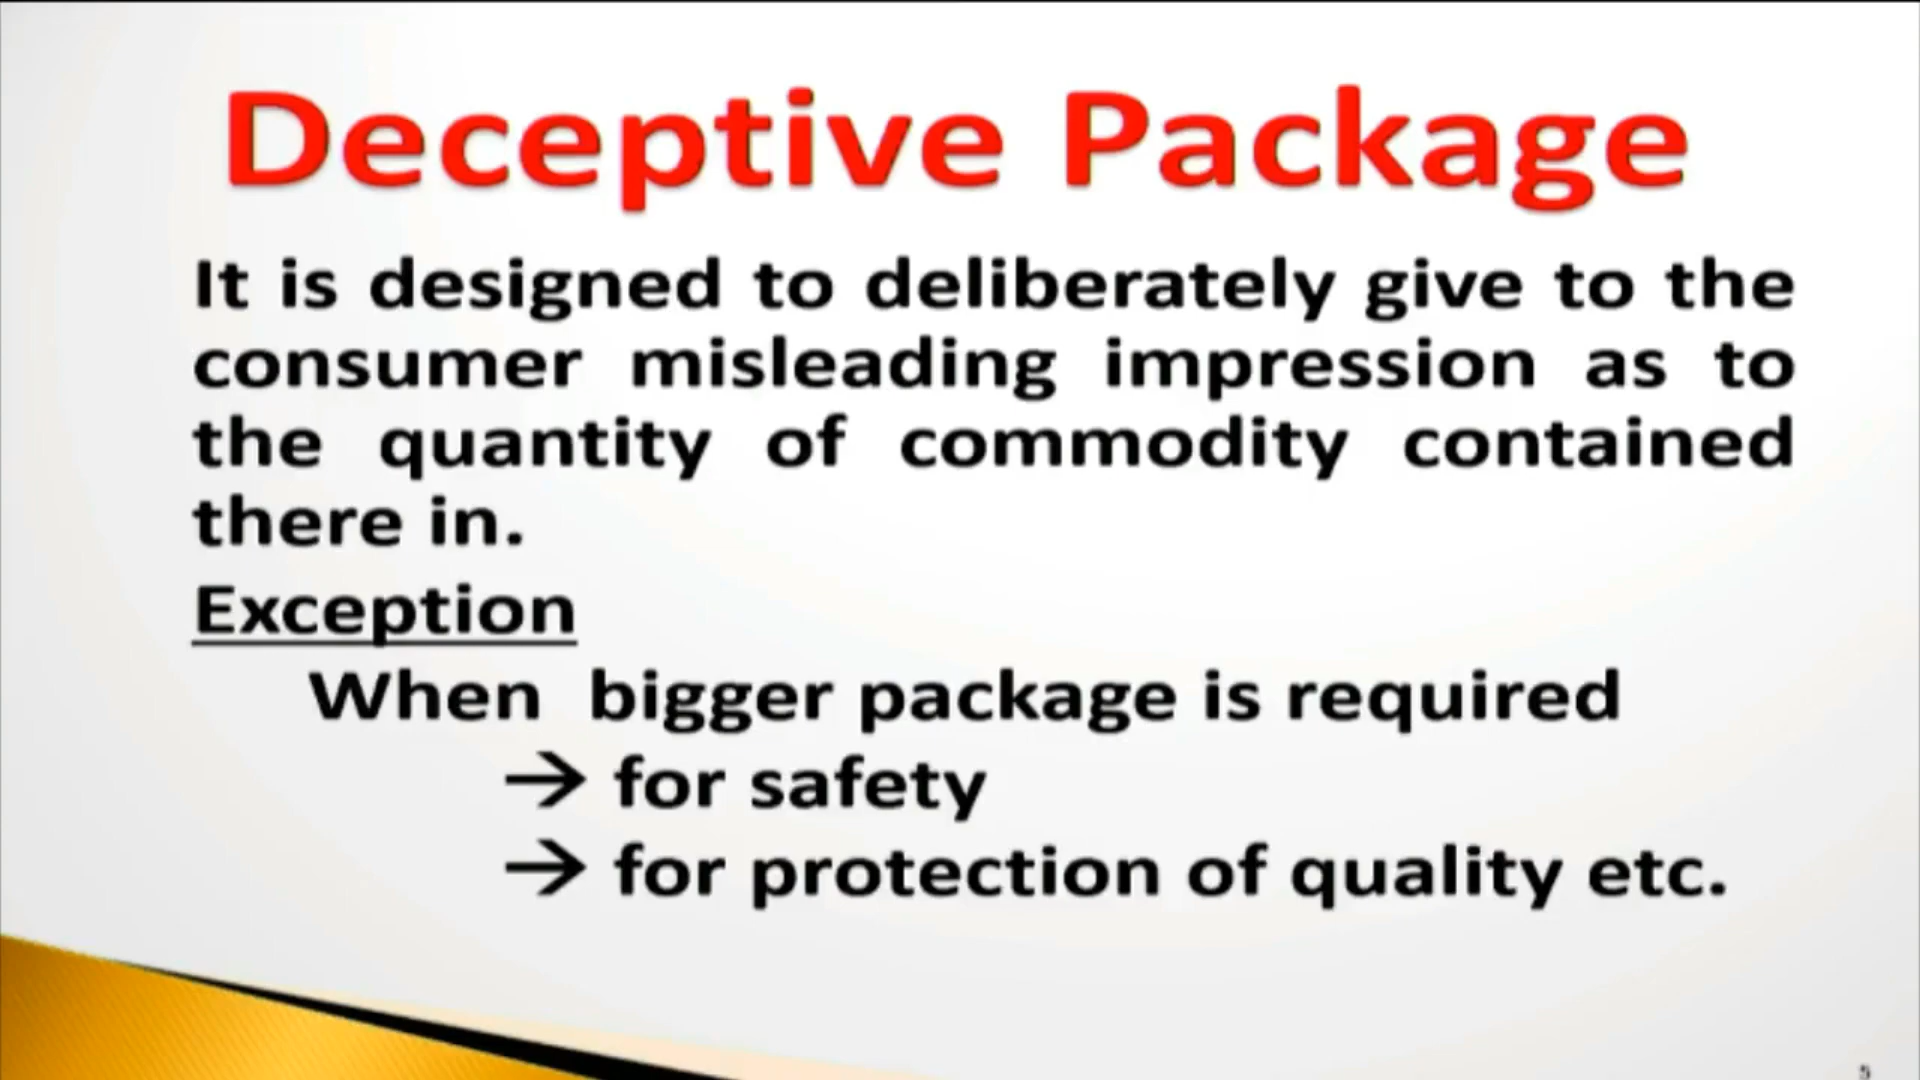 Deceptive Package
It is designed to deliberately give to the
consumer misleading impression as to
the quantity of commodity contained
there in.
Exception
When bigger package is required
→ for safety
→ for protection of quality etc.
5